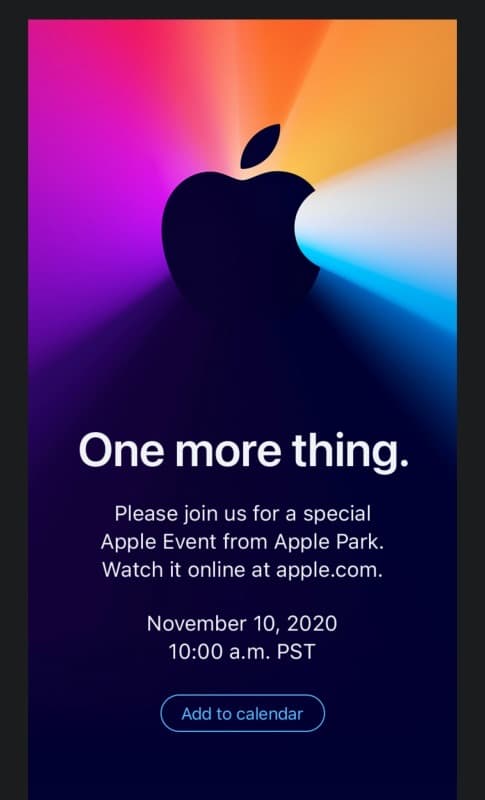 One more thing.
Please join us for a special
Apple Event from Apple Park.
Watch it online at apple.com.
November 10, 2020
10:00 a.m. PST
Add to calendar